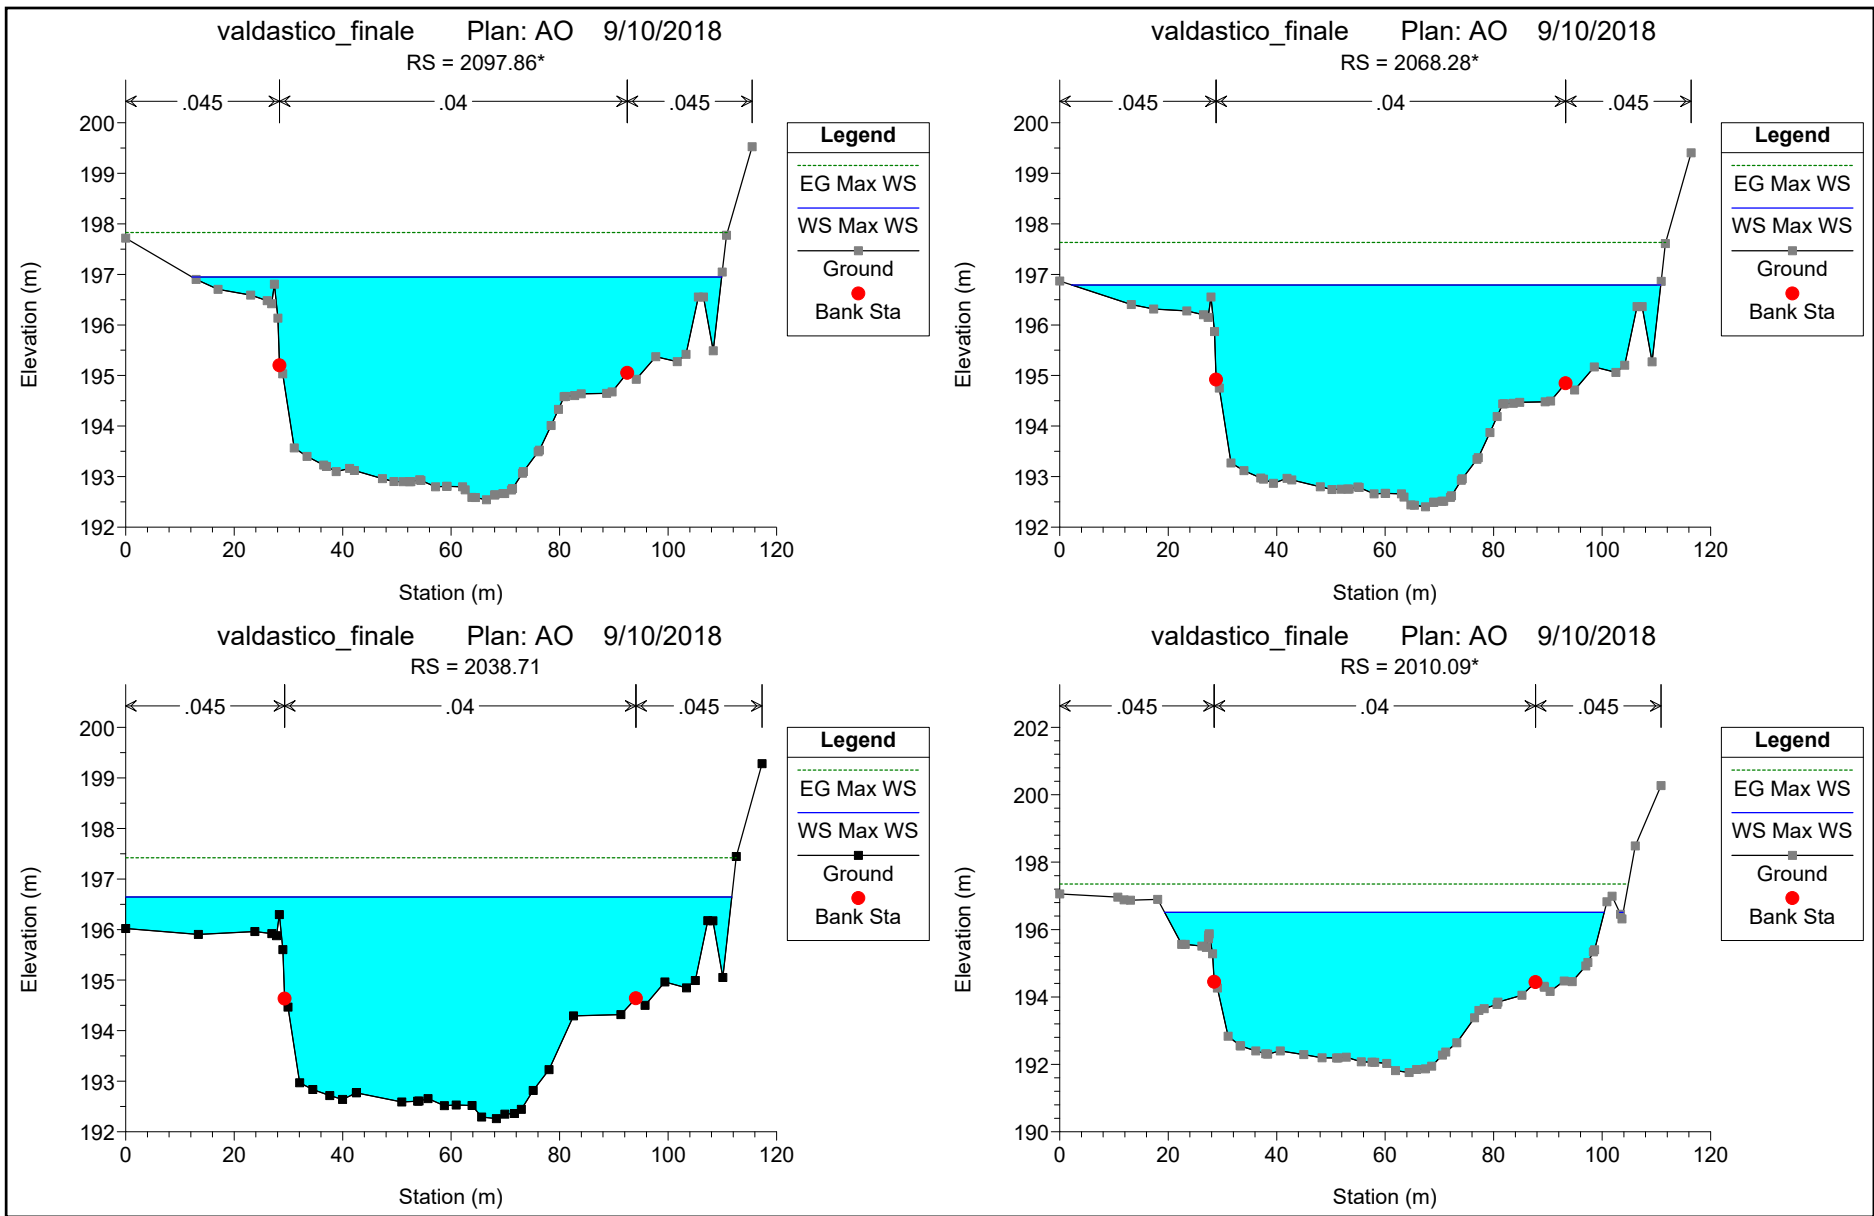 valdastico_finale Plan: AO 9/10/2018
RS = 2097.86*
.045 .04 .045
200
199
198
197
196
195
194
193
192
0 20 40 60 80 100 120
Elevation (m)
Station (m)
Legend
EG Max WS
WS Max WS
Ground
Bank Sta
valdastico_finale Plan: AO 9/10/2018
RS = 2068.28*
.045 .04 .045
200
199
198
197
196
195
194
193
192
0 20 40 60 80 100 120
Elevation (m)
Station (m)
Legend
EG Max WS
WS Max WS
Ground
Bank Sta
valdastico_finale Plan: AO 9/10/2018
RS = 2038.71
.045 .04 .045
200
199
198
197
196
195
194
193
192
0 20 40 60 80 100 120
Elevation (m)
Station (m)
Legend
EG Max WS
WS Max WS
Ground
Bank Sta
valdastico_finale Plan: AO 9/10/2018
RS = 2010.09*
.045 .04 .045
202
200
198
196
194
192
190
0 20 40 60 80 100 120
Elevation (m)
Station (m)
Legend
EG Max WS
WS Max WS
Ground
Bank Sta